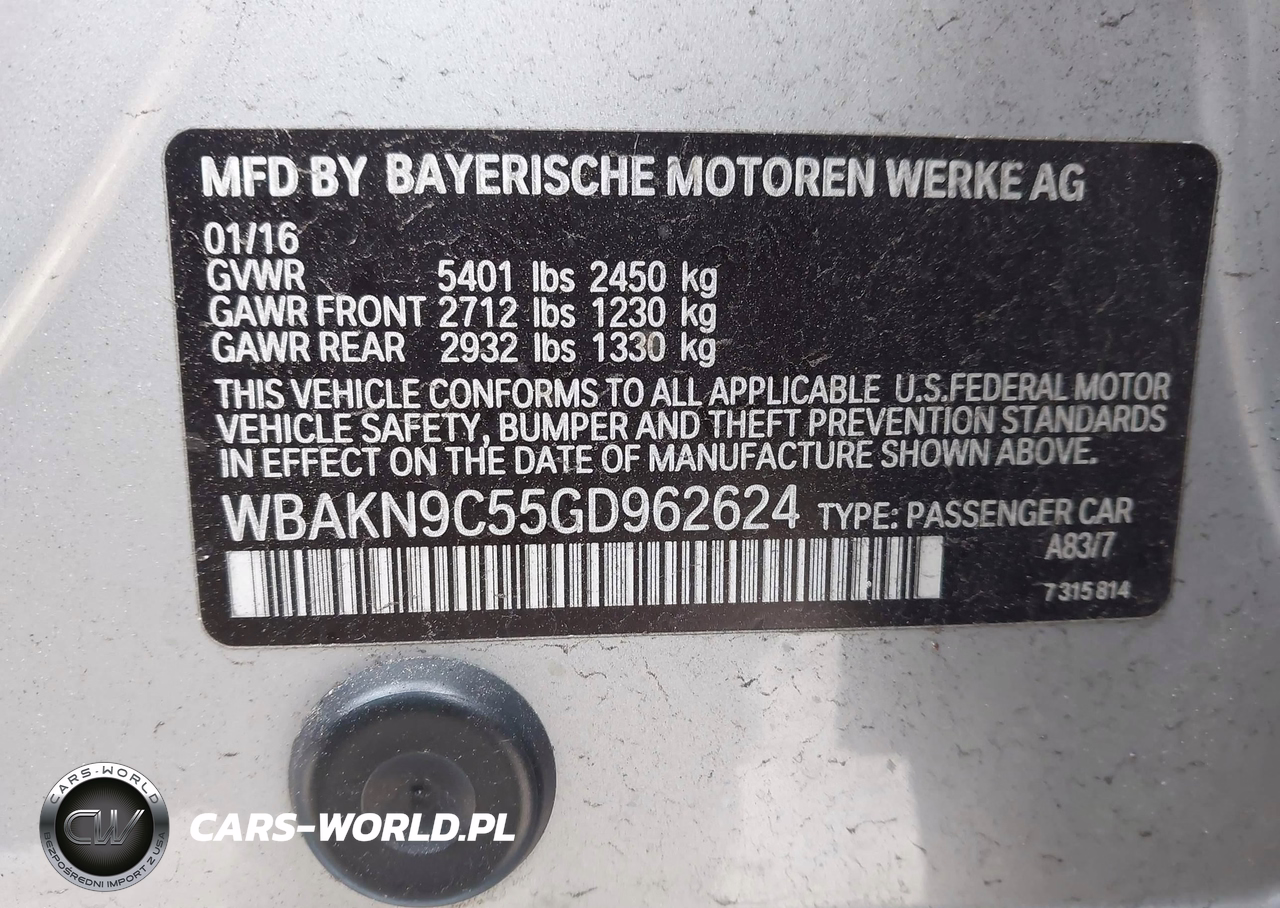 MFD BY BAYERISCHE MOTOREN WERKE AG
01/16
GVWR 5401 lbs 2450 kg
GAWR FRONT 2712 lbs 1230 kg
GAWR REAR 2932 lbs 1330 kg
THIS VEHICLE CONFORMS TO ALL APPLICABLE U.S.FEDERAL MOTOR
VEHICLE SAFETY, BUMPER AND THEFT PREVENTION STANDARDS
IN EFFECT ON THE DATE OF MANUFACTURE SHOWN ABOVE.
WBAKN9C55GD962624 TYPE: PASSENGER CAR
A83/7
7 315 814
CARS-WORLD
CW
BEZPOŚREDNI IMPORT Z USA
CARS-WORLD.PL